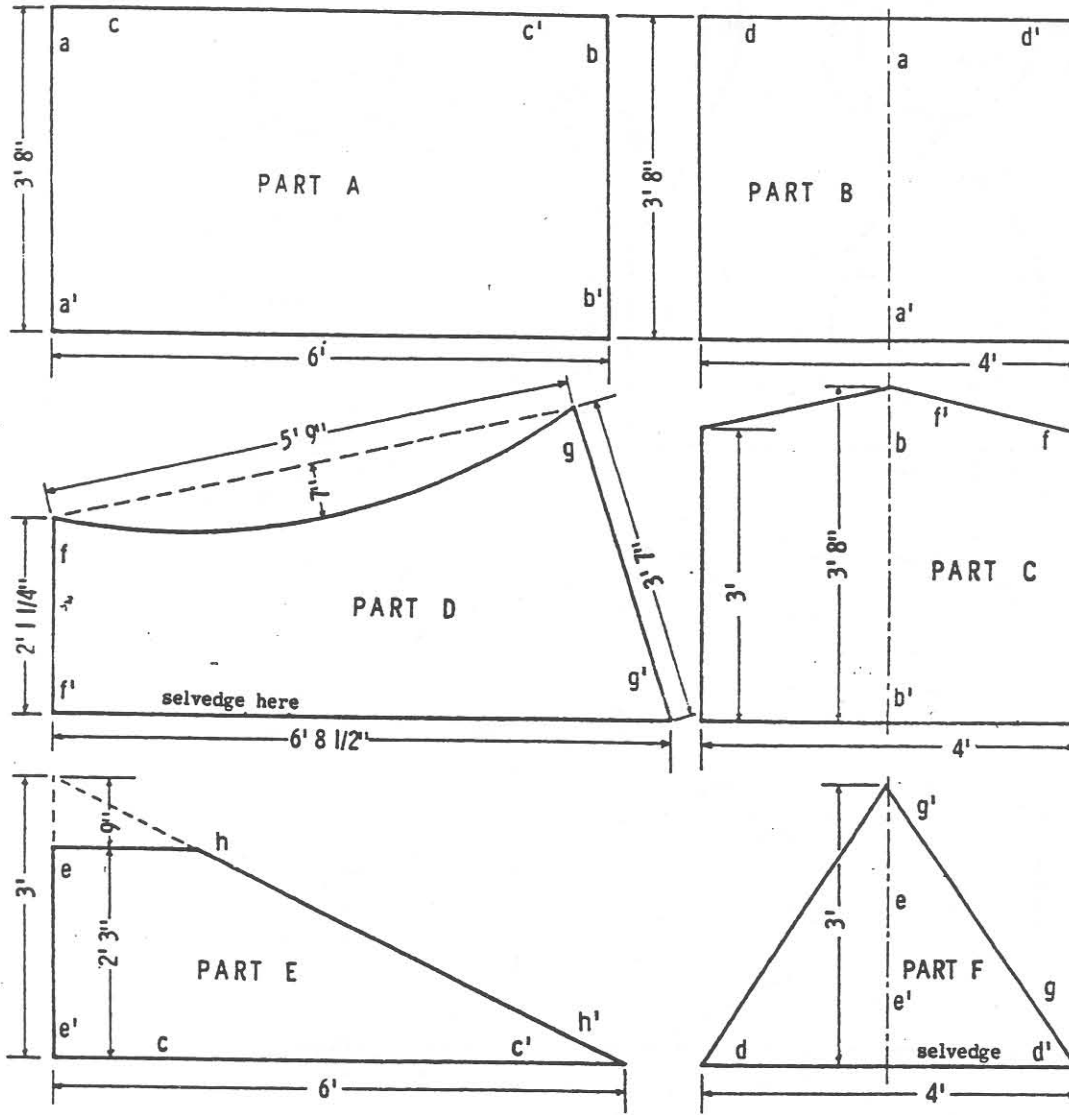 a c c' b
3' 8"
PART A
a' b'
6'
d d'
a
3' 8"
PART B
a'
4'
5' 9"
7"
g
f
2' 1 1/4"
PART D
3' 7"
f' selvedge here g'
6' 8 1/2"
f'
b f
3' 8"
3'
PART C
b'
4'
9"
h
e
3'
2' 3"
PART E
h'
e' c c'
6'
g'
3'
e
PART F
e' g
d selvedge d'
4'